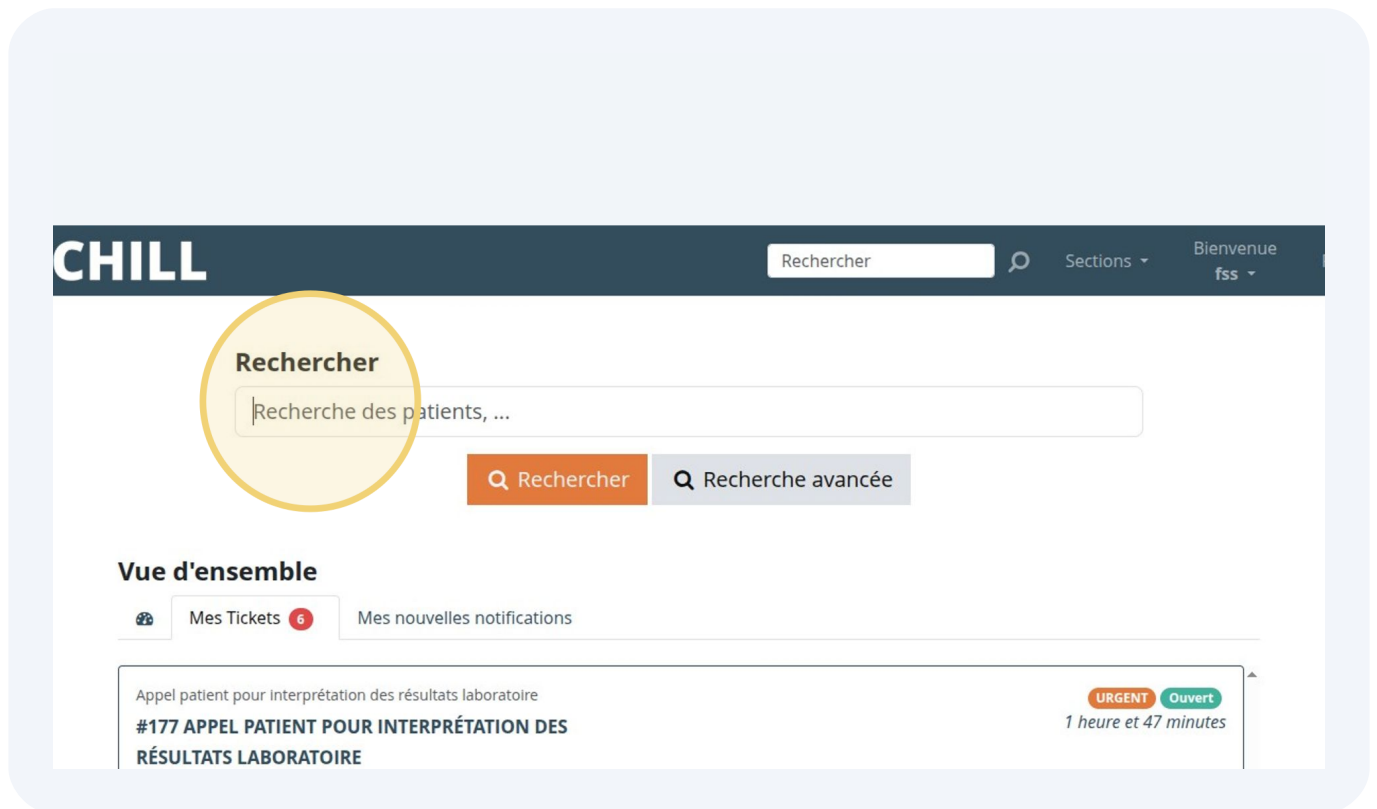 CHILL
Rechercher
Sections
Bienvenue
fss
Rechercher
Recherche des patients, ...
Rechercher
Recherche avancée
Vue d'ensemble
Mes Tickets 6
Mes nouvelles notifications
Appel patient pour interprétation des résultats laboratoire
URGENT Ouvert
#177 APPEL PATIENT POUR INTERPRÉTATION DES
1 heure et 47 minutes
RÉSULTATS LABORATOIRE